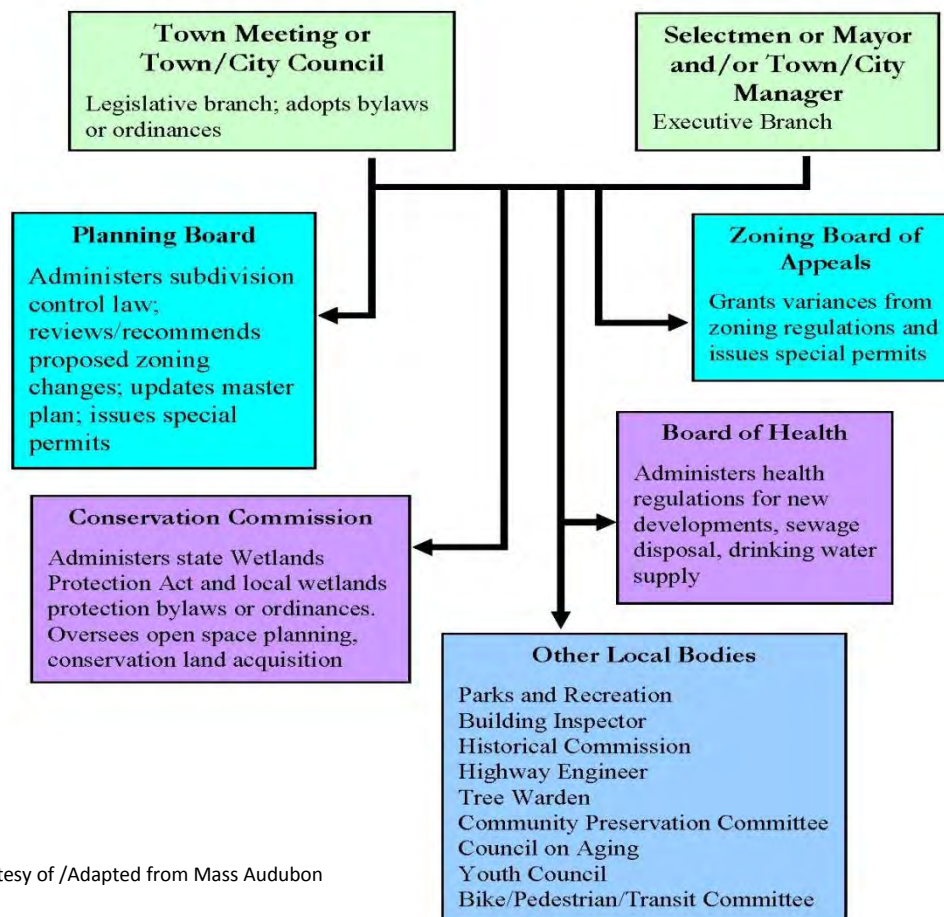 Town Meeting or
Town/City Council
Legislative branch; adopts bylaws
or ordinances
Selectmen or Mayor
and/or Town/City
Manager
Executive Branch
Planning Board
Administers subdivision
control law;
reviews/recommends
proposed zoning
changes; updates master
plan; issues special
permits
Zoning Board of
Appeals
Grants variances from
zoning regulations and
issues special permits
Board of Health
Administers health
regulations for new
developments, sewage
disposal, drinking water
supply
Conservation Commission
Administers state Wetlands
Protection Act and local wetlands
protection bylaws or ordinances.
Oversees open space planning,
conservation land acquisition
Other Local Bodies
Parks and Recreation
Building Inspector
Historical Commission
Highway Engineer
Tree Warden
Community Preservation Committee
Council on Aging
Youth Council
Bike/Pedestrian/Transit Committee
tesy of /Adapted from Mass Audubon